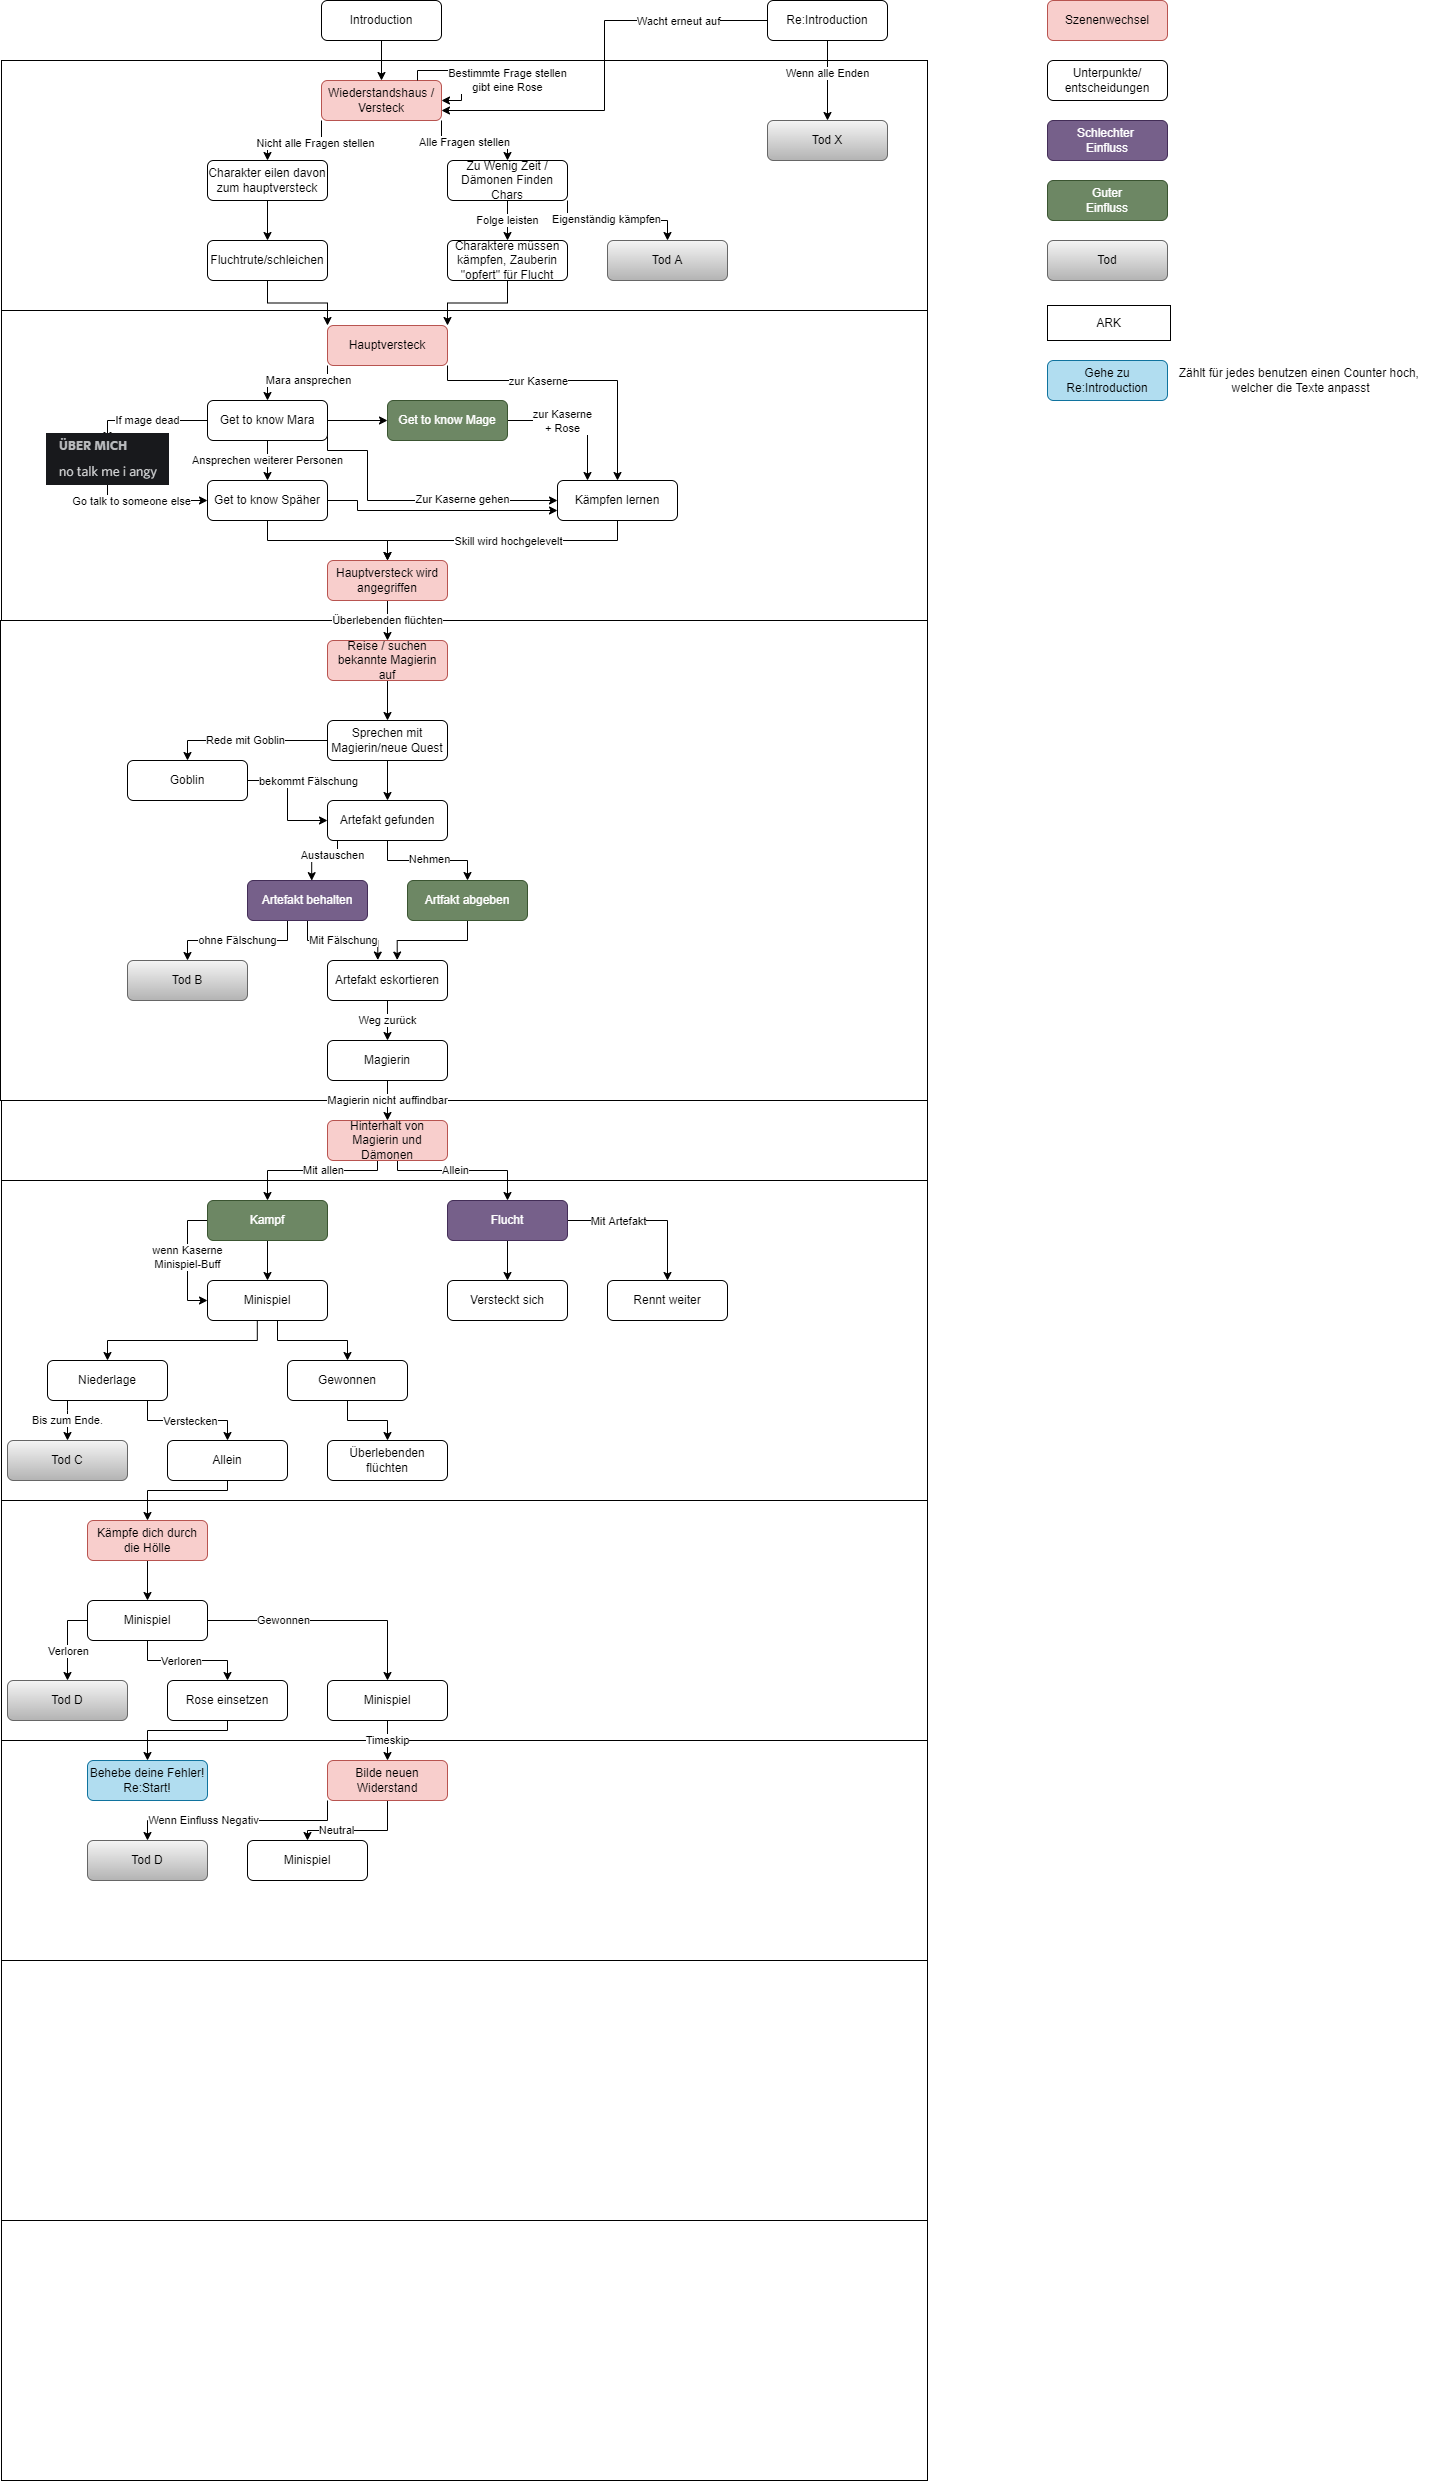 Introduction
Re:Introduction
Wacht erneut auf
Szenenwechsel
Bestimmte Frage stellen
gibt eine Rose
Wenn alle Enden
Unterpunkte/
entscheidungen
Wiederstandshaus /
Versteck
Nicht alle Fragen stellen
Alle Fragen stellen
Tod X
Schlechter
Einfluss
Charakter eilen davon
zum hauptversteck
Zu Wenig Zeit /
Dämonen Finden
Chars
Guter
Einfluss
Folge leisten
Eigenständig kämpfen
Fluchtrute/schleichen
Charaktere müssen
kämpfen, Zauberin
"opfert" für Flucht
Tod A
Tod
ARK
Hauptversteck
Mara ansprechen
zur Kaserne
Gehe zu
Re:Introduction
Zählt für jedes benutzen einen Counter hoch,
welcher die Texte anpasst
If mage dead
Get to know Mara
Get to know Mage
zur Kaserne
+ Rose
ÜBER MICH
no talk me i angy
Ansprechen weiterer Personen
Go talk to someone else
Get to know Späher
Zur Kaserne gehen
Kämpfen lernen
Skill wird hochgelevelt
Hauptversteck wird
angegriffen
Überlebenden flüchten
Reise / suchen
bekannte Magierin
auf
Rede mit Goblin
Sprechen mit
Magierin/neue Quest
Goblin
bekommt Fälschung
Artefakt gefunden
Austauschen
Nehmen
Artefakt behalten
Artfakt abgeben
ohne Fälschung
Mit Fälschung
Tod B
Artefakt eskortieren
Weg zurück
Magierin
Magierin nicht auffindbar
Hinterhalt von
Magierin und
Dämonen
Mit allen
Allein
Kampf
Flucht
Mit Artefakt
wenn Kaserne
Minispiel-Buff
Minispiel
Versteckt sich
Rennt weiter
Niederlage
Gewonnen
Bis zum Ende.
Verstecken
Tod C
Allein
Überlebenden
flüchten
Kämpfe dich durch
die Hölle
Minispiel
Gewonnen
Verloren
Verloren
Tod D
Rose einsetzen
Minispiel
Timeskip
Behebe deine Fehler!
Re:Start!
Bilde neuen
Widerstand
Wenn Einfluss Negativ
Neutral
Tod D
Minispiel